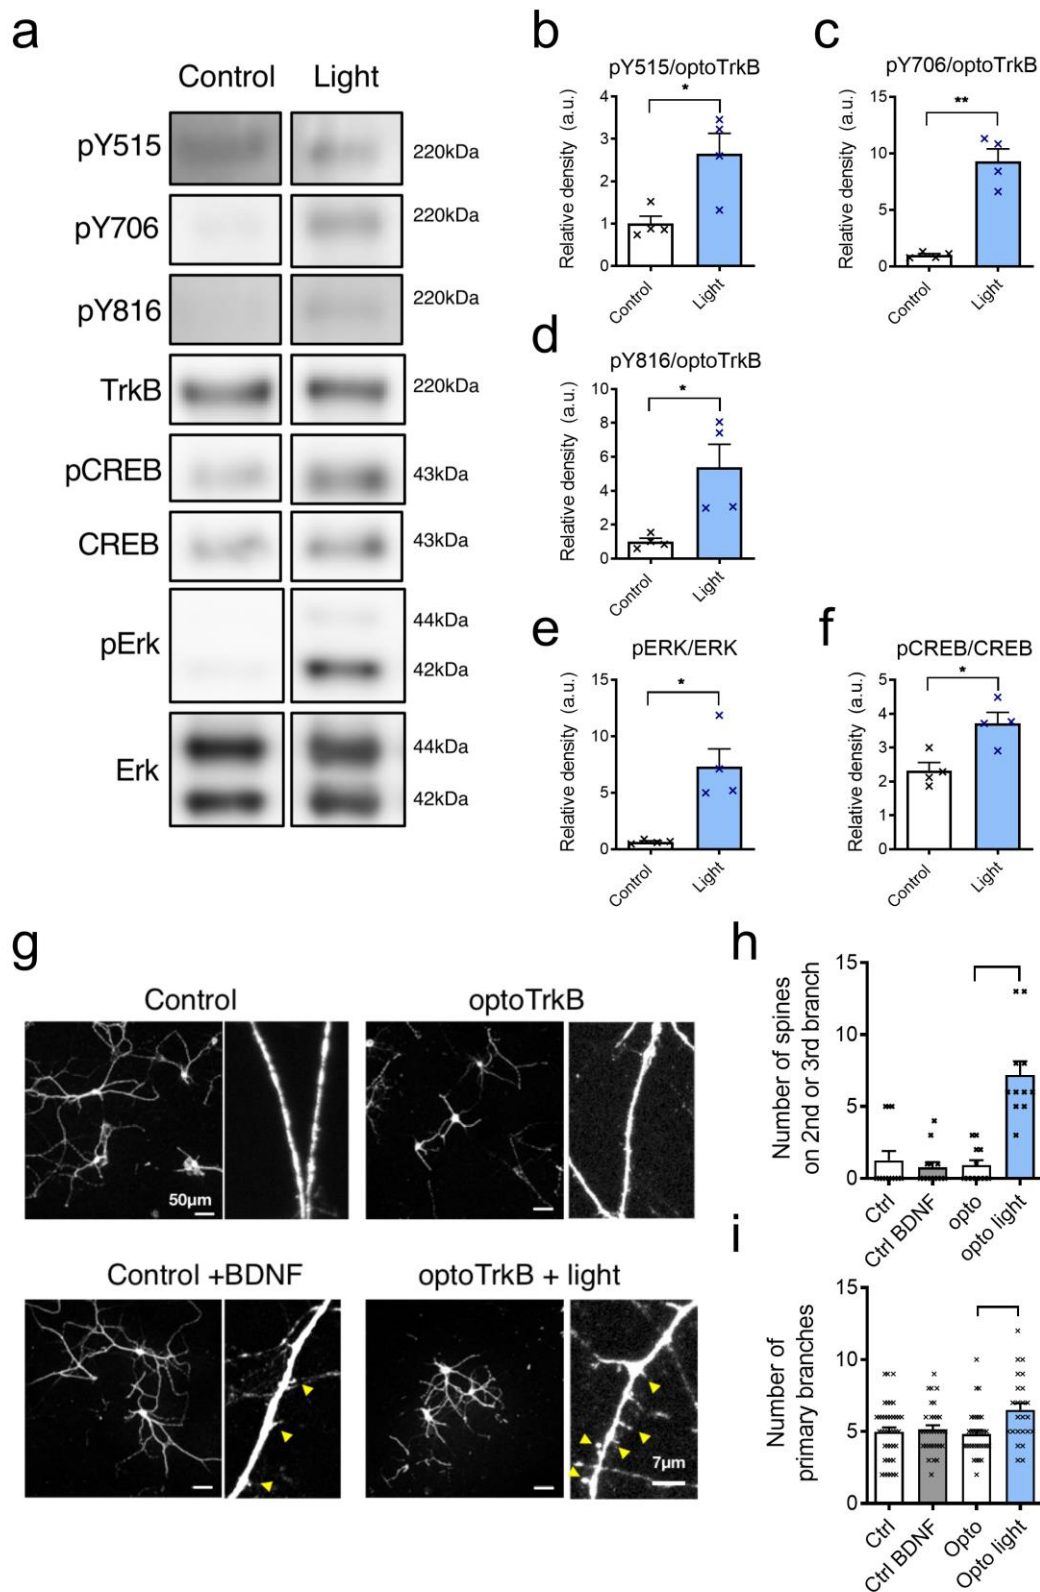 a
Control Light
pY515 220kDa
pY706 220kDa
pY816 220kDa
TrkB 220kDa
pCREB 43kDa
CREB 43kDa
pErk 44kDa
42kDa
Erk 44kDa
42kDa
b
pY515/optoTrkB
Relative density (a.u.)
4
3
2
1
0
*
Control Light
c
pY706/optoTrkB
Relative density (a.u.)
15
10
5
0
**
Control Light
d
pY816/optoTrkB
Relative density (a.u.)
10
8
6
4
2
0
*
Control Light
e
pERK/ERK
Relative density (a.u.)
15
10
5
0
*
Control Light
f
pCREB/CREB
Relative density (a.u.)
5
4
3
2
1
0
*
Control Light
g
Control optoTrkB
50μm
Control +BDNF optoTrkB + light
7μm
h
Number of spines
on 2nd or 3rd branch
15
10
5
0
Ctrl Ctrl BDNF opto opto light
i
Number of
primary branches
15
10
5
0
Ctrl Ctrl BDNF Opto Opto light